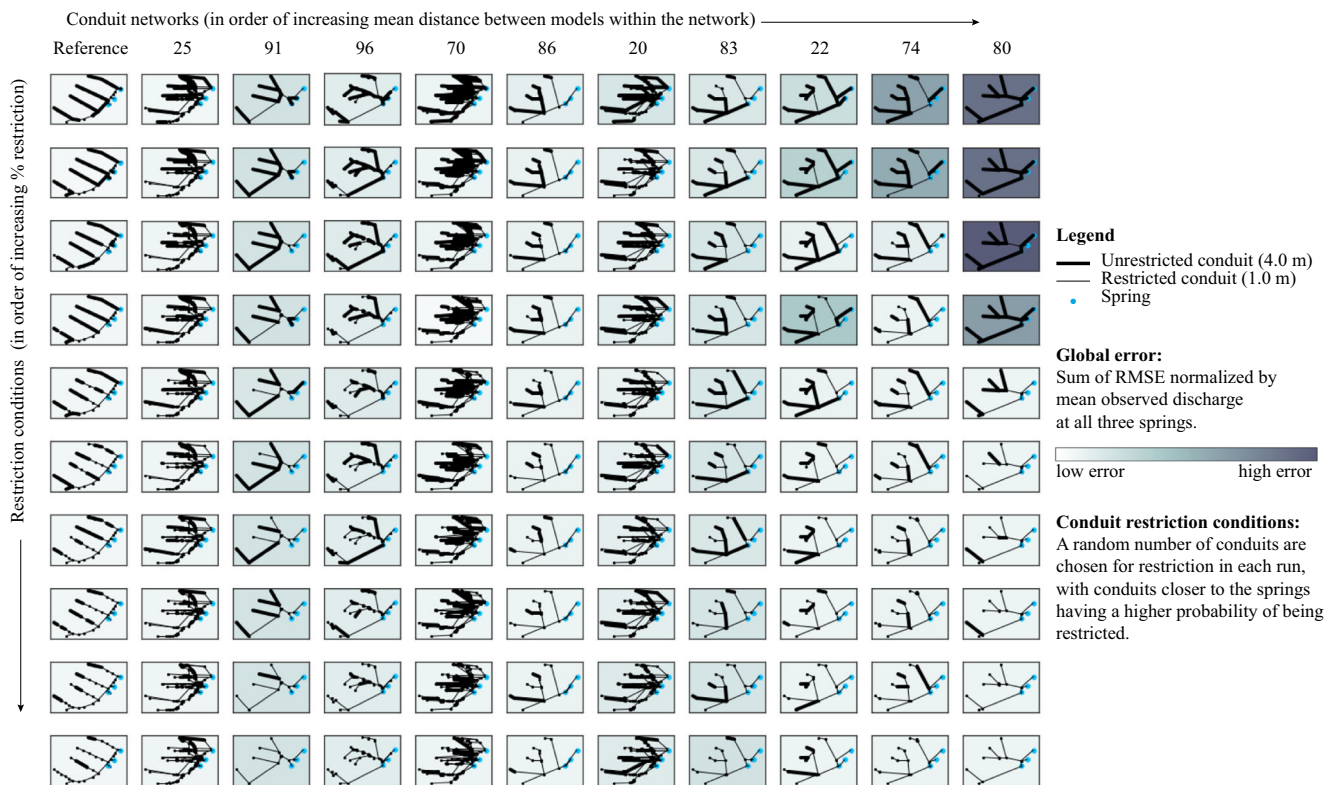 Conduit networks (in order of increasing mean distance between models within the network)
Reference 25 91 96 70 86 20 83 22 74 80
Restriction conditions (in order of increasing % restriction)
Legend
Unrestricted conduit (4.0 m)
Restricted conduit (1.0 m)
Spring
Global error:
Sum of RMSE normalized by
mean observed discharge
at all three springs.
low error high error
Conduit restriction conditions:
A random number of conduits are
chosen for restriction in each run,
with conduits closer to the springs
having a higher probability of being
restricted.